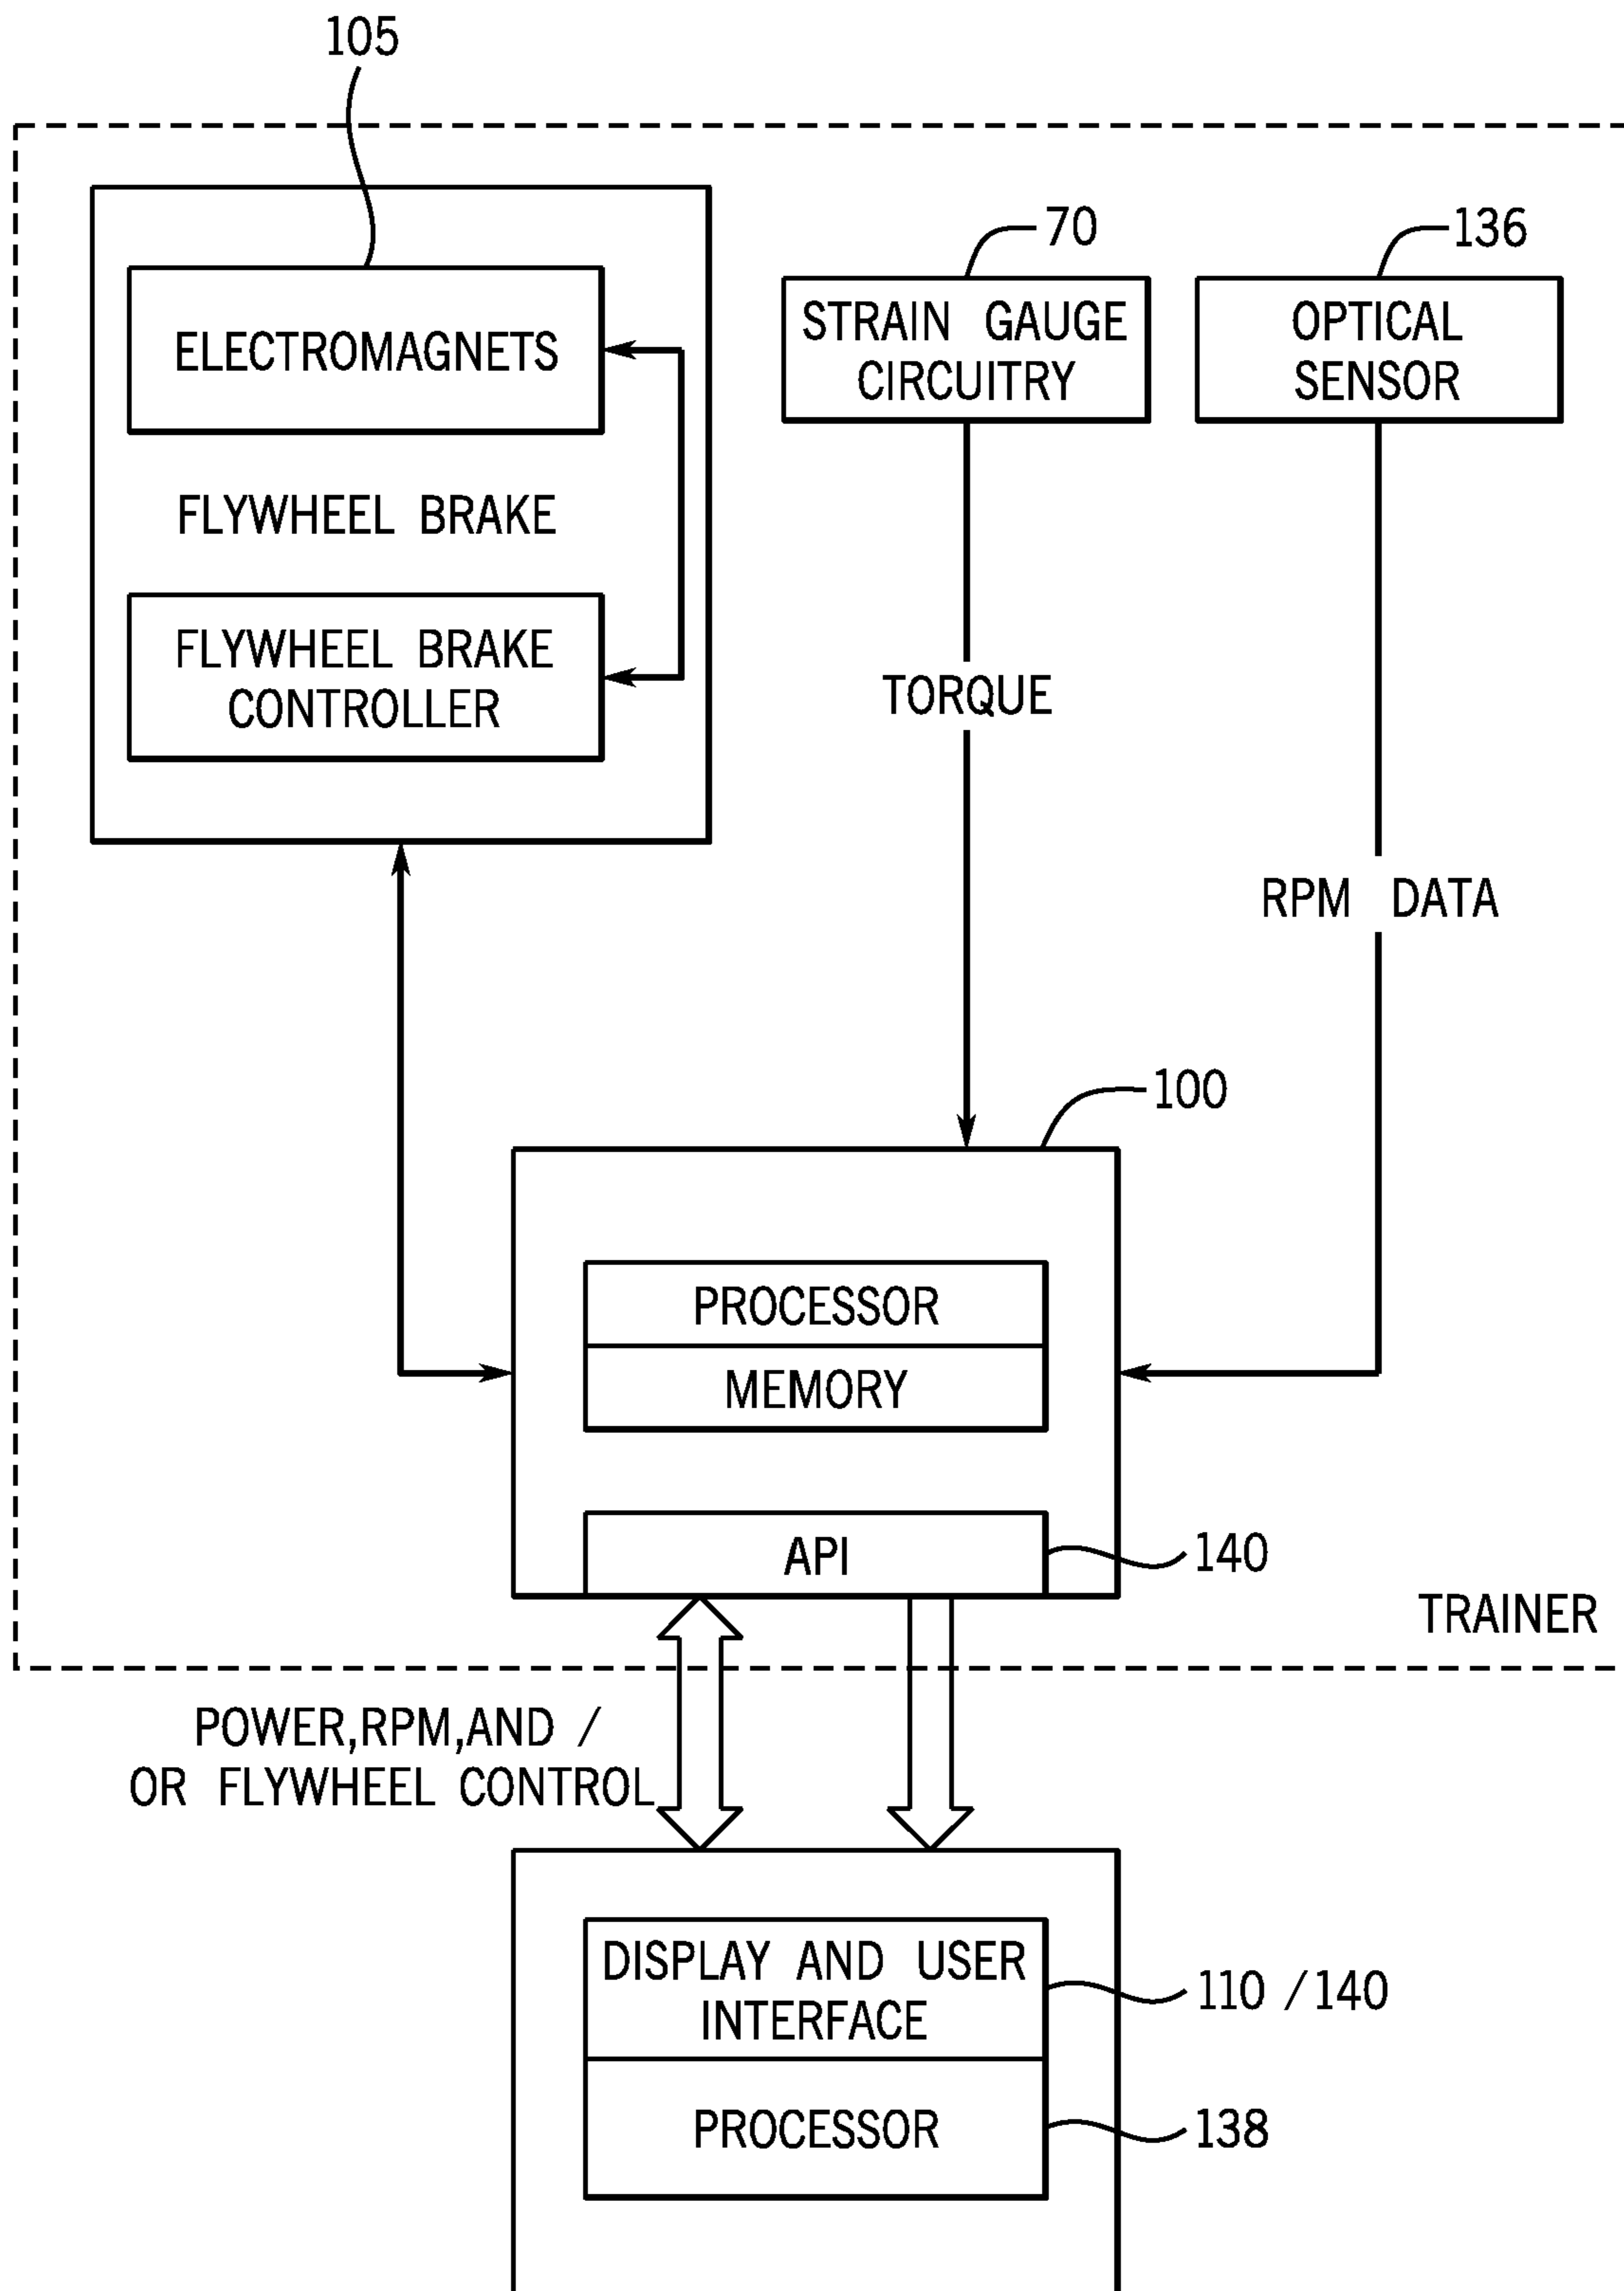 105
70
136
ELECTROMAGNETS
STRAIN GAUGE
CIRCUITRY
OPTICAL
SENSOR
FLYWHEEL BRAKE
FLYWHEEL BRAKE
CONTROLLER
TORQUE
RPM DATA
100
PROCESSOR
MEMORY
API
140
TRAINER
POWER,RPM,AND /
OR FLYWHEEL CONTROL
DISPLAY AND USER
INTERFACE
110 /140
PROCESSOR
138